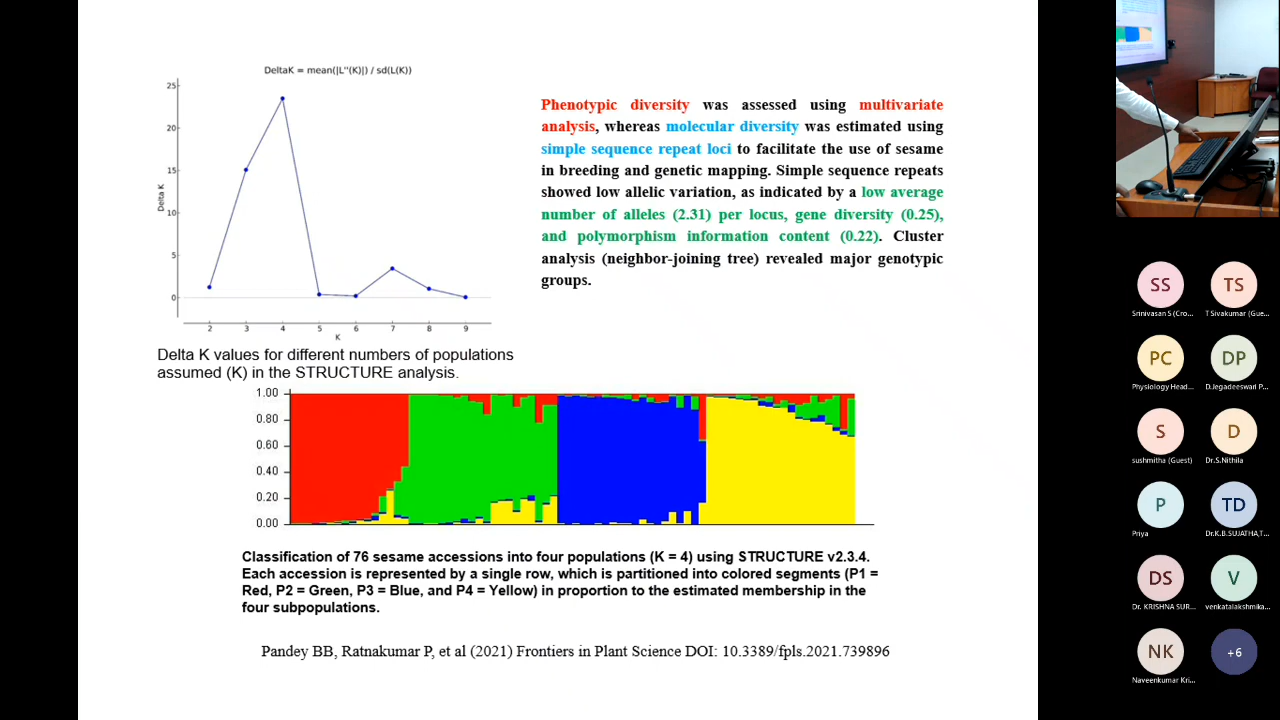 DeltaK = mean(|L''(K)|) / sd(L(K))
25
20
15
10
5
0
Delta K
2 3 4 5 6 7 8 9
K
Delta K values for different numbers of populations
assumed (K) in the STRUCTURE analysis.
Phenotypic diversity was assessed using multivariate
analysis, whereas molecular diversity was estimated using
simple sequence repeat loci to facilitate the use of sesame
in breeding and genetic mapping. Simple sequence repeats
showed low allelic variation, as indicated by a low average
number of alleles (2.31) per locus, gene diversity (0.25),
and polymorphism information content (0.22). Cluster
analysis (neighbor-joining tree) revealed major genotypic
groups.
1.00
0.80
0.60
0.40
0.20
0.00
Classification of 76 sesame accessions into four populations (K = 4) using STRUCTURE v2.3.4.
Each accession is represented by a single row, which is partitioned into colored segments (P1 =
Red, P2 = Green, P3 = Blue, and P4 = Yellow) in proportion to the estimated membership in the
four subpopulations.
Pandey BB, Ratnakumar P, et al (2021) Frontiers in Plant Science DOI: 10.3389/fpls.2021.739896
SS TS
Srinivasan S (Cro... T Sivakumar (Gue...
PC DP
Physiology Head... D.Jegadeeswari P...
S D
sushmitha (Guest) Dr.S.Nithila
P TD
Priya Dr.K.B.SUJATHA,T...
DS V
Dr. KRISHNA SUR... venkatalakshmika...
NK +6
Naveenkumar Kri...